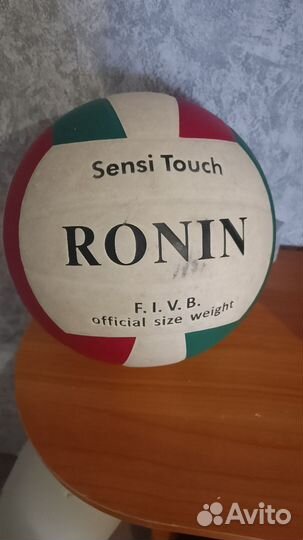 Sensi Touch
RONIN
F. I. V. B.
official size weight
Avito